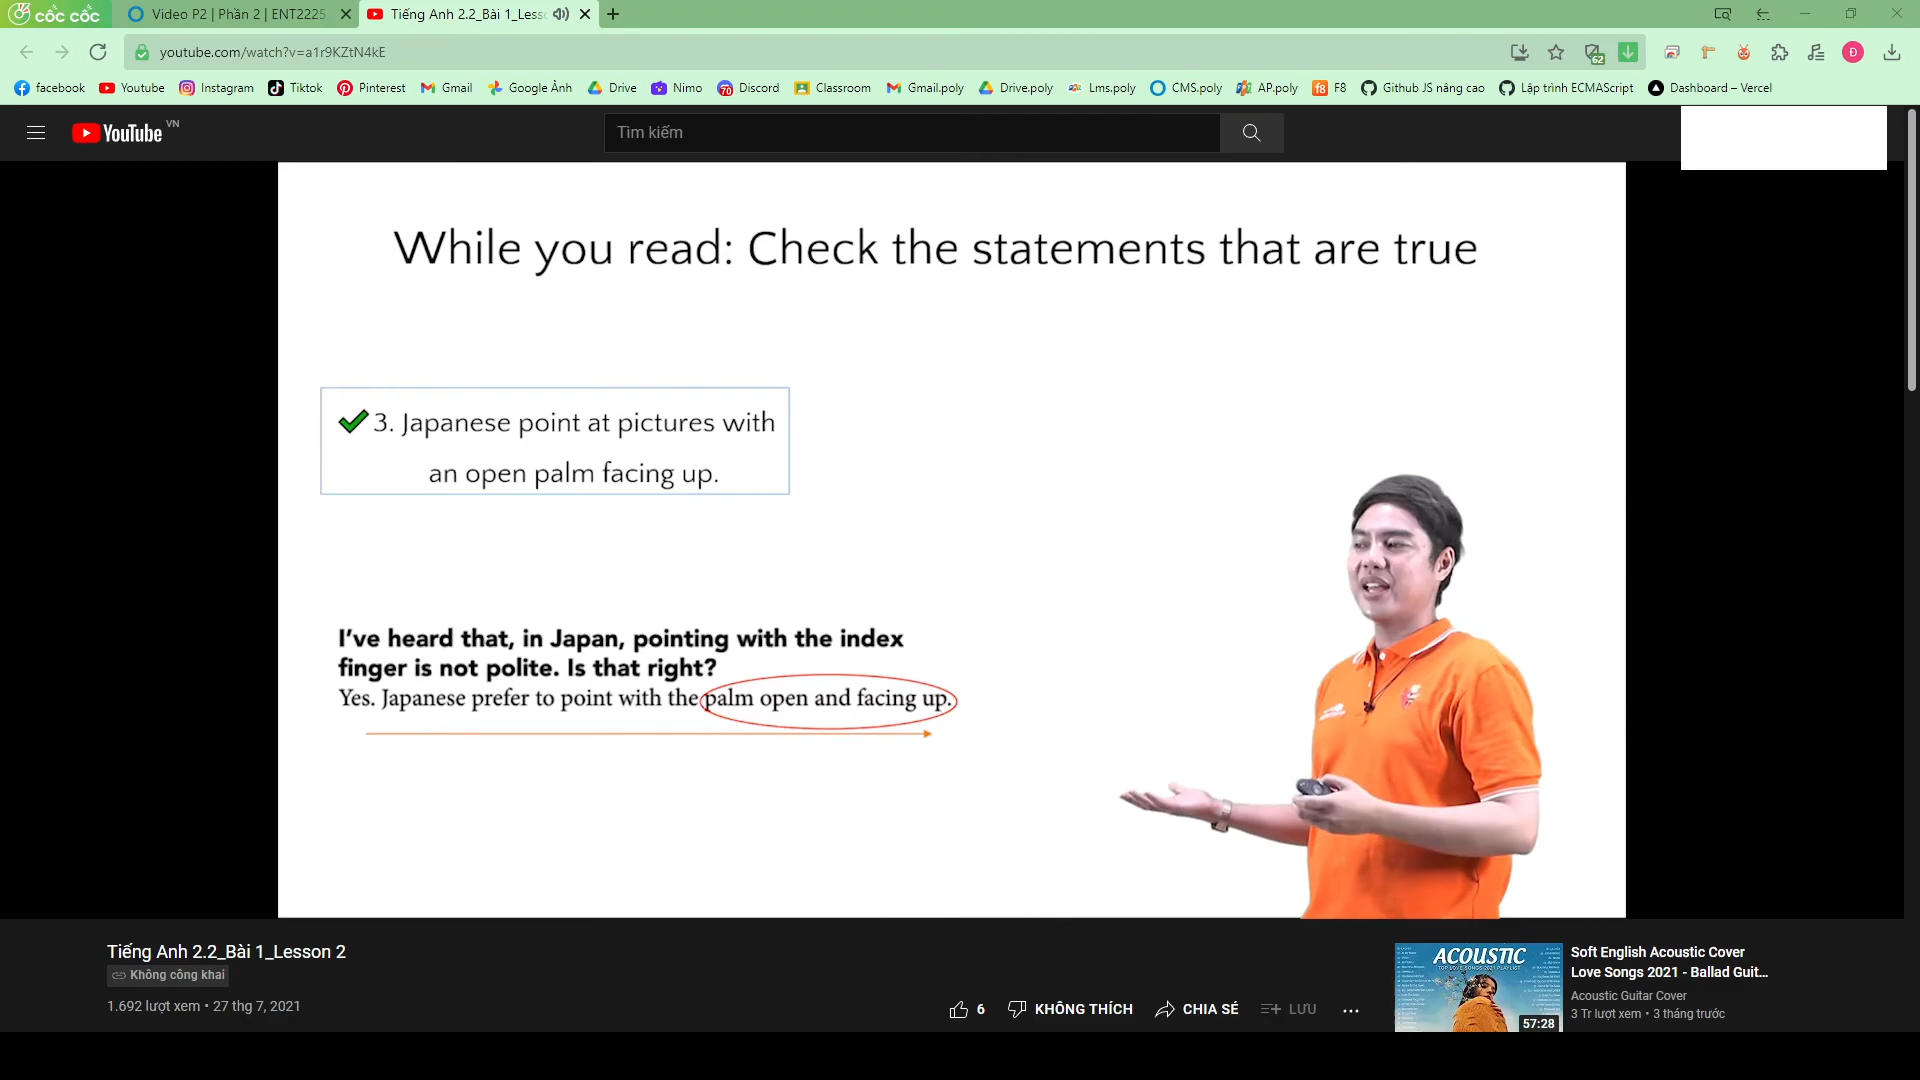 cốc cốc
Video P2 | Phần 2 | ENT2225
Tiếng Anh 2.2_Bài 1_Less
youtube.com/watch?v=a1r9KZtN4kE
62
Đ
facebook
Youtube
Instagram
Tiktok
Pinterest
Gmail
Google Ảnh
Drive
Nimo
Discord
Classroom
Gmail.poly
Drive.poly
Lms.poly
CMS.poly
AP.poly
F8
Github JS nâng cao
Lập trình ECMAScript
Dashboard – Vercel
YouTube VN
Tìm kiếm
While you read: Check the statements that are true
3. Japanese point at pictures with
an open palm facing up.
I've heard that, in Japan, pointing with the index
finger is not polite. Is that right?
Yes. Japanese prefer to point with the palm open and facing up.
Tiếng Anh 2.2_Bài 1_Lesson 2
Không công khai
1.692 lượt xem • 27 thg 7, 2021
6
KHÔNG THÍCH
CHIA SẺ
LƯU
ACOUSTIC
TOP LOVE SONGS 2021 PLAYLIST
57:28
Soft English Acoustic Cover
Love Songs 2021 - Ballad Guit...
Acoustic Guitar Cover
3 Tr lượt xem • 3 tháng trước